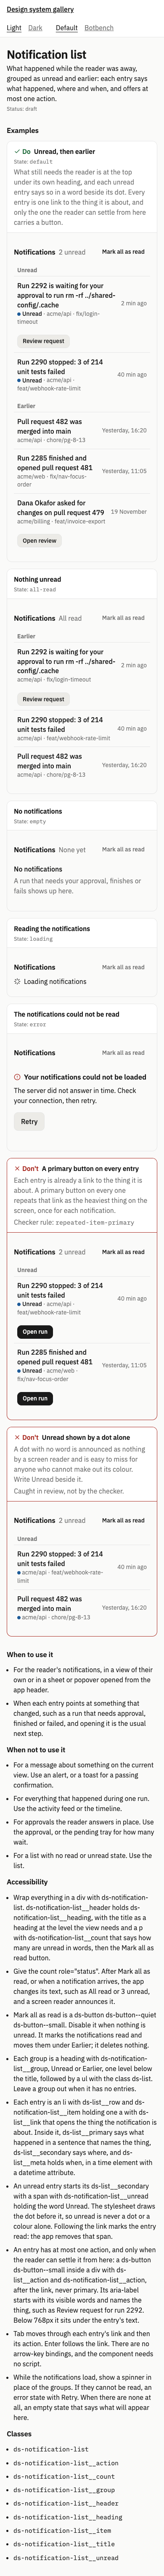 Design system gallery
Light Dark Default Botbench
Notification list
What happened while the reader was away,
grouped as unread and earlier: each entry says
what happened, where and when, and offers at
most one action.
Status: draft
Examples
Do Unread, then earlier
State: default
What still needs the reader is at the top
under its own heading, and each unread
entry says so in a word beside its dot. Every
entry is one link to the thing it is about, and
only the one the reader can settle from here
carries a button.
Notifications 2 unread Mark all as read
Unread
Run 2292 is waiting for your
approval to run rm -rf ../shared-
config/.cache
2 min ago
Unread · acme/api · fix/login-
timeout
Review request
Run 2290 stopped: 3 of 214
unit tests failed
40 min ago
Unread · acme/api ·
feat/webhook-rate-limit
Earlier
Pull request 482 was
merged into main
Yesterday, 16:20
acme/api · chore/pg-8-13
Run 2285 finished and
opened pull request 481
Yesterday, 11:05
acme/web · fix/nav-focus-
order
Dana Okafor asked for
changes on pull request 479
19 November
acme/billing · feat/invoice-export
Open review
Nothing unread
State: all-read
Notifications All read Mark all as read
Earlier
Run 2292 is waiting for your
approval to run rm -rf ../shared-
config/.cache
2 min ago
acme/api · fix/login-timeout
Review request
Run 2290 stopped: 3 of 214
unit tests failed
40 min ago
acme/api · feat/webhook-rate-limit
Pull request 482 was
merged into main
Yesterday, 16:20
acme/api · chore/pg-8-13
No notifications
State: empty
Notifications None yet Mark all as read
No notifications
A run that needs your approval, finishes or
fails shows up here.
Reading the notifications
State: loading
Notifications Mark all as read
Loading notifications
The notifications could not be read
State: error
Notifications Mark all as read
Your notifications could not be loaded
The server did not answer in time. Check
your connection, then retry.
Retry
Don't A primary button on every entry
Each entry is already a link to the thing it is
about. A primary button on every one
repeats that link as the heaviest thing on the
screen, once for each notification.
Checker rule: repeated-item-primary
Notifications 2 unread Mark all as read
Unread
Run 2290 stopped: 3 of 214
unit tests failed
40 min ago
Unread · acme/api ·
feat/webhook-rate-limit
Open run
Run 2285 finished and
opened pull request 481
Yesterday, 11:05
Unread · acme/web ·
fix/nav-focus-order
Open run
Don't Unread shown by a dot alone
A dot with no word is announced as nothing
by a screen reader and is easy to miss for
anyone who cannot make out its colour.
Write Unread beside it.
Caught in review, not by the checker.
Notifications 2 unread Mark all as read
Unread
Run 2290 stopped: 3 of 214
unit tests failed
40 min ago
acme/api · feat/webhook-rate-
limit
Pull request 482 was
merged into main
Yesterday, 16:20
acme/api · chore/pg-8-13
When to use it
• For the reader's notifications, in a view of their
own or in a sheet or popover opened from the
app header.
• When each entry points at something that
changed, such as a run that needs approval,
finished or failed, and opening it is the usual
next step.
When not to use it
• For a message about something on the current
view. Use an alert, or a toast for a passing
confirmation.
• For everything that happened during one run.
Use the activity feed or the timeline.
• For approvals the reader answers in place. Use
the approval, or the pending tray for how many
wait.
• For a list with no read or unread state. Use the
list.
Accessibility
• Wrap everything in a div with ds-notification-
list. ds-notification-list__header holds ds-
notification-list__heading, with the title as a
heading at the level the view needs and a p
with ds-notification-list__count that says how
many are unread in words, then the Mark all as
read button.
• Give the count role="status". After Mark all as
read, or when a notification arrives, the app
changes its text, such as All read or 3 unread,
and a screen reader announces it.
• Mark all as read is a ds-button ds-button--quiet
ds-button--small. Disable it when nothing is
unread. It marks the notifications read and
moves them under Earlier; it deletes nothing.
• Each group is a heading with ds-notification-
list__group, Unread or Earlier, one level below
the title, followed by a ul with the class ds-list.
Leave a group out when it has no entries.
• Each entry is an li with ds-list__row and ds-
notification-list__item holding one a with ds-
list__link that opens the thing the notification is
about. Inside it, ds-list__primary says what
happened in a sentence that names the thing,
ds-list__secondary says where, and ds-
list__meta holds when, in a time element with
a datetime attribute.
• An unread entry starts its ds-list__secondary
with a span with ds-notification-list__unread
holding the word Unread. The stylesheet draws
the dot before it, so unread is never a dot or a
colour alone. Following the link marks the entry
read: the app removes that span.
• An entry has at most one action, and only when
the reader can settle it from here: a ds-button
ds-button--small inside a div with ds-
list__action and ds-notification-list__action,
after the link, never primary. Its aria-label
starts with its visible words and names the
thing, such as Review request for run 2292.
Below 768px it sits under the entry's text.
• Tab moves through each entry's link and then
its action. Enter follows the link. There are no
arrow-key bindings, and the component needs
no script.
• While the notifications load, show a spinner in
place of the groups. If they cannot be read, an
error state with Retry. When there are none at
all, an empty state that says what will appear
here.
Classes
• ds-notification-list
• ds-notification-list__action
• ds-notification-list__count
• ds-notification-list__group
• ds-notification-list__header
• ds-notification-list__heading
• ds-notification-list__item
• ds-notification-list__title
• ds-notification-list__unread